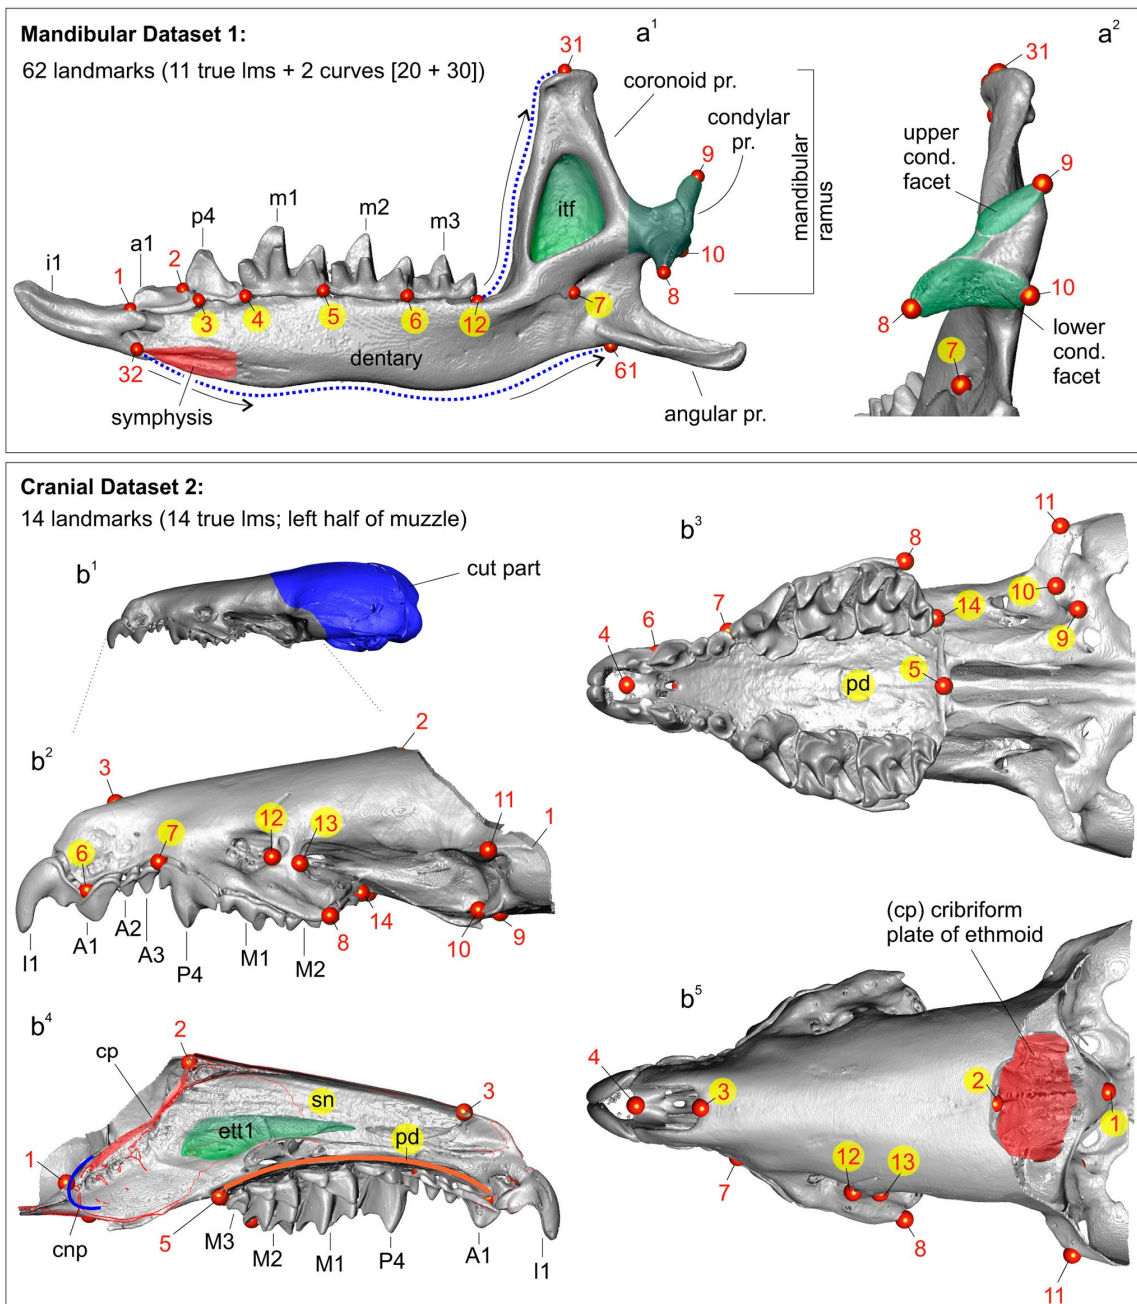 Mandibular Dataset 1:
62 landmarks (11 true lms + 2 curves [20 + 30])
a1
31
coronoid pr.
condylar
pr.
9
mandibular
ramus
itf
m1
m2
m3
p4
a1
i1
1
2
3
4
5
6
12
7
8
10
32
61
dentary
symphysis
angular pr.
a2
31
upper
cond.
facet
9
8
10
7
lower
cond.
facet
Cranial Dataset 2:
14 landmarks (14 true lms; left half of muzzle)
b1
cut part
b2
3
2
11
1
12
13
6
7
14
8
10
9
I1
A1
A2
A3
P4
M1
M2
b3
11
8
7
6
4
14
10
9
5
pd
b4
2
cp
sn
3
ett1
pd
1
5
cnp
M3
M2
M1
P4
A1
I1
(cp) cribriform
plate of ethmoid
b5
4
3
2
1
12
13
7
8
11